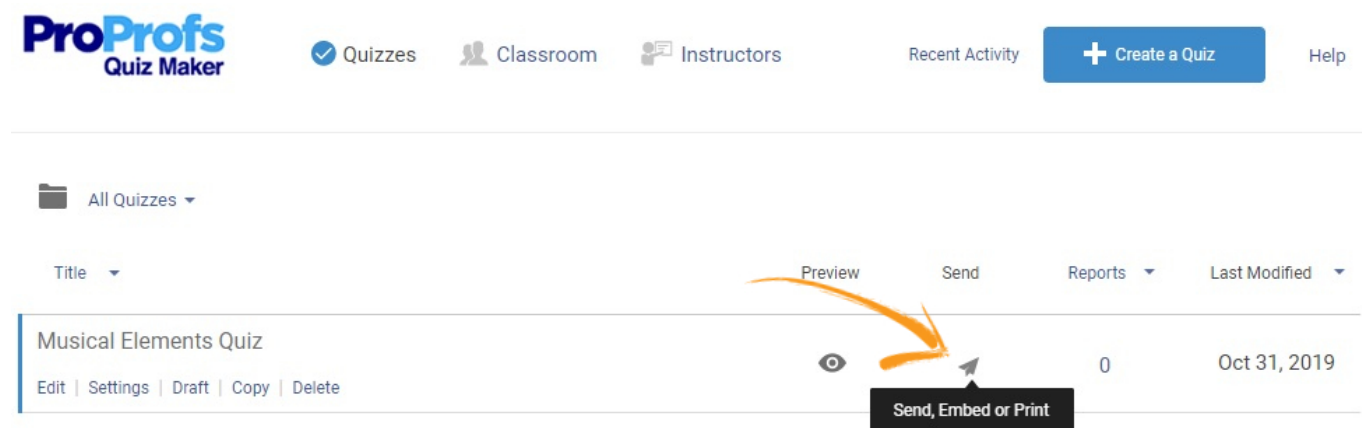 ProProfs
Quiz Maker
Quizzes
Classroom
Instructors
Recent Activity
Create a Quiz
Help
All Quizzes
Title
Preview
Send
Reports
Last Modified
Musical Elements Quiz
Edit | Settings | Draft | Copy | Delete
0
Oct 31, 2019
Send, Embed or Print